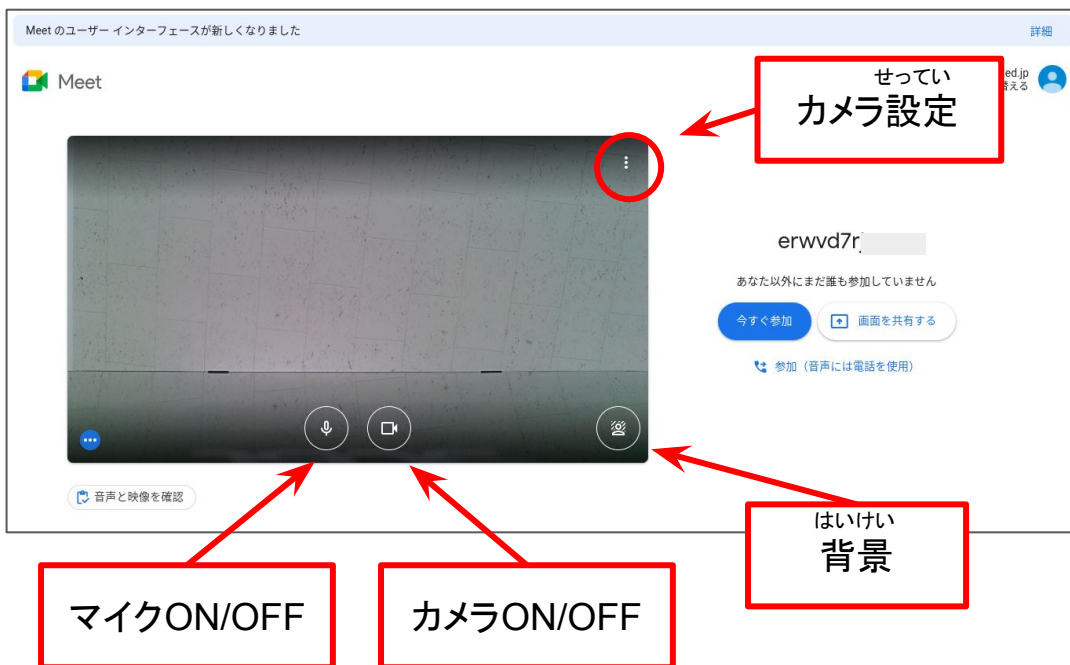 Meet のユーザー インターフェースが新しくなりました
詳細
Meet
せってい
カメラ設定
ed.jp
替える
erwvd7r
あなた以外にまだ誰も参加していません
今すぐ参加
画面を共有する
参加（音声には電話を使用）
音声と映像を確認
はいけい
背景
マイクON/OFF
カメラON/OFF